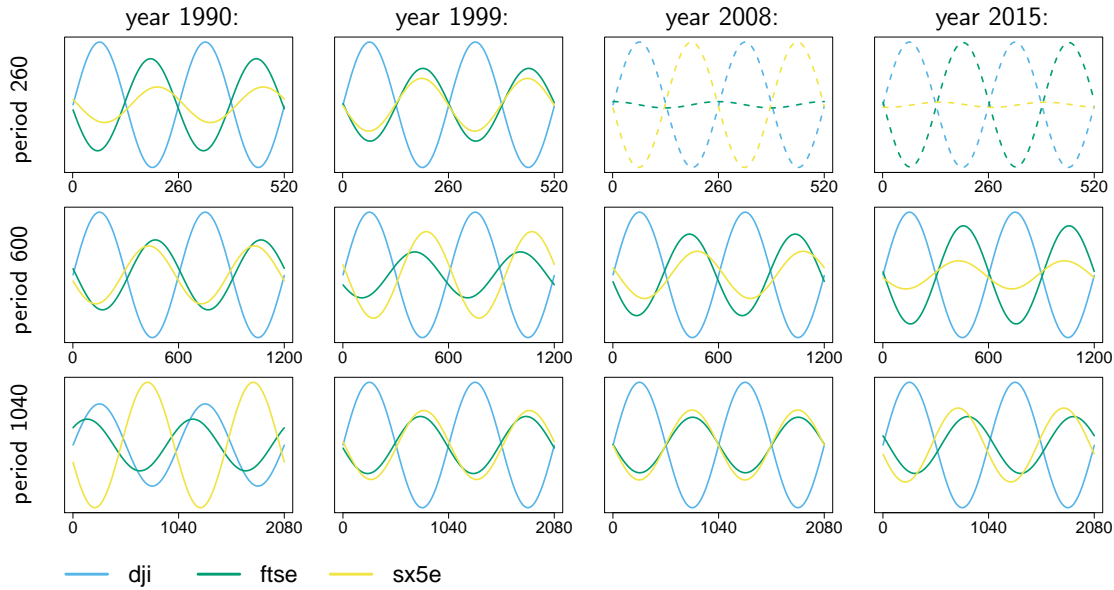 year 1990: year 1999: year 2008: year 2015:
period 260
0 260 520 0 260 520 0 260 520 0 260 520
period 600
0 600 1200 0 600 1200 0 600 1200 0 600 1200
period 1040
0 1040 2080 0 1040 2080 0 1040 2080 0 1040 2080
dji ftse sx5e